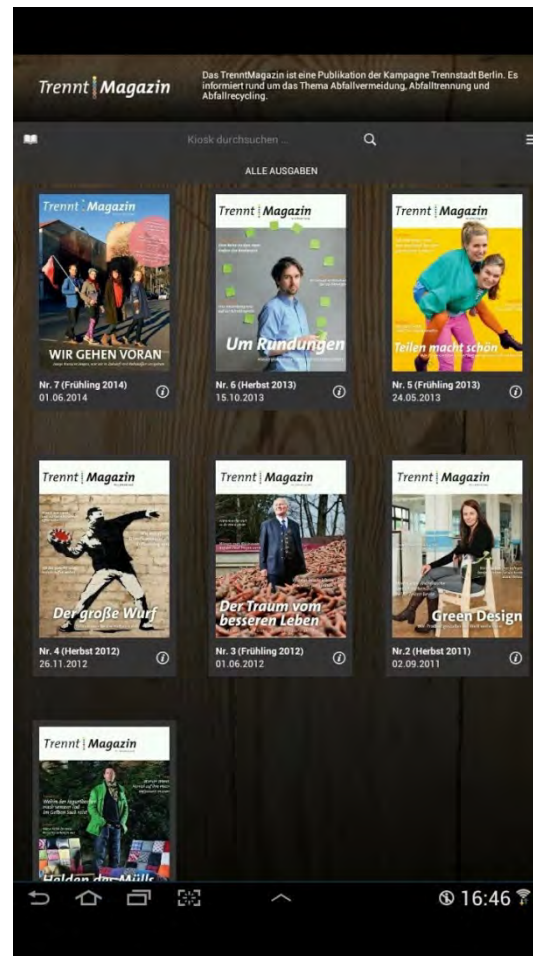 Trennt Magazin
Das TrenntMagazin ist eine Publikation der Kampagne Trennstadt Berlin. Es
informiert rund um das Thema Abfallvermeidung, Abfalltrennung und
Abfallrecycling.
Kiosk durchsuchen ...
ALLE AUSGABEN
Trennt Magazin
WIR GEHEN VORAN
Nr. 7 (Frühling 2014)
01.06.2014
Trennt Magazin
Um Rundungen
Nr. 6 (Herbst 2013)
15.10.2013
Trennt Magazin
Teilen macht schön
Nr. 5 (Frühling 2013)
24.05.2013
Trennt Magazin
Der große Wurf
Nr. 4 (Herbst 2012)
26.11.2012
Trennt Magazin
Der Traum vom
besseren Leben
Nr. 3 (Frühling 2012)
01.06.2012
Trennt Magazin
Green Design
Nr.2 (Herbst 2011)
02.09.2011
Trennt Magazin
Helden des Mülls
16:46